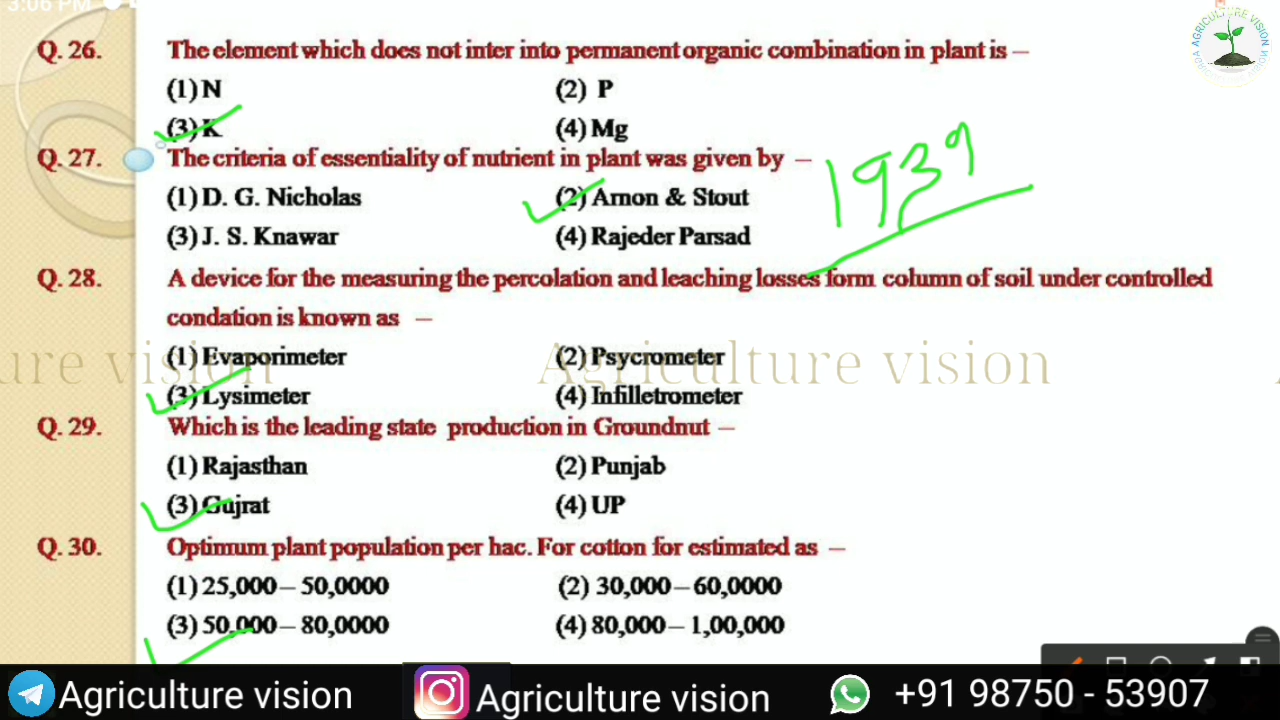 3:06 PM
AGRICULTURE VISION
Q. 26. The element which does not inter into permanent organic combination in plant is –
(1) N (2) P
(3) K (4) Mg
Q. 27. The criteria of essentiality of nutrient in plant was given by – 1939
(1) D. G. Nicholas (2) Arnon & Stout
(3) J. S. Knawar (4) Rajeder Parsad
Q. 28. A device for the measuring the percolation and leaching losses form column of soil under controlled
condation is known as –
(1) Evaporimeter (2) Psycrometer
ure vision Agriculture vision A
(3) Lysimeter (4) Infilletrometer
Q. 29. Which is the leading state production in Groundnut –
(1) Rajasthan (2) Punjab
(3) Gujrat (4) UP
Q. 30. Optimum plant population per hac. For cotton for estimated as –
(1) 25,000 – 50,0000 (2) 30,000 – 60,0000
(3) 50,000 – 80,0000 (4) 80,000 – 1,00,000
Agriculture vision Agriculture vision +91 98750 - 53907